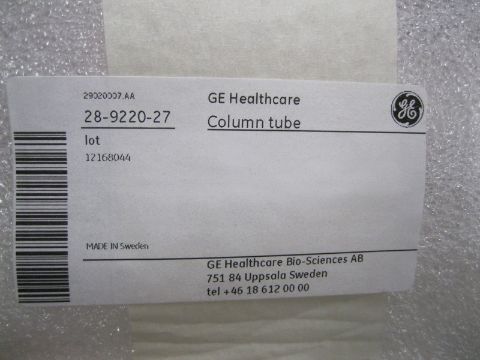 29020007.AA
GE Healthcare
GE
28-9220-27
Column tube
lot
12168044
MADE IN Sweden
GE Healthcare Bio-Sciences AB
751 84 Uppsala Sweden
tel +46 18 612 00 00